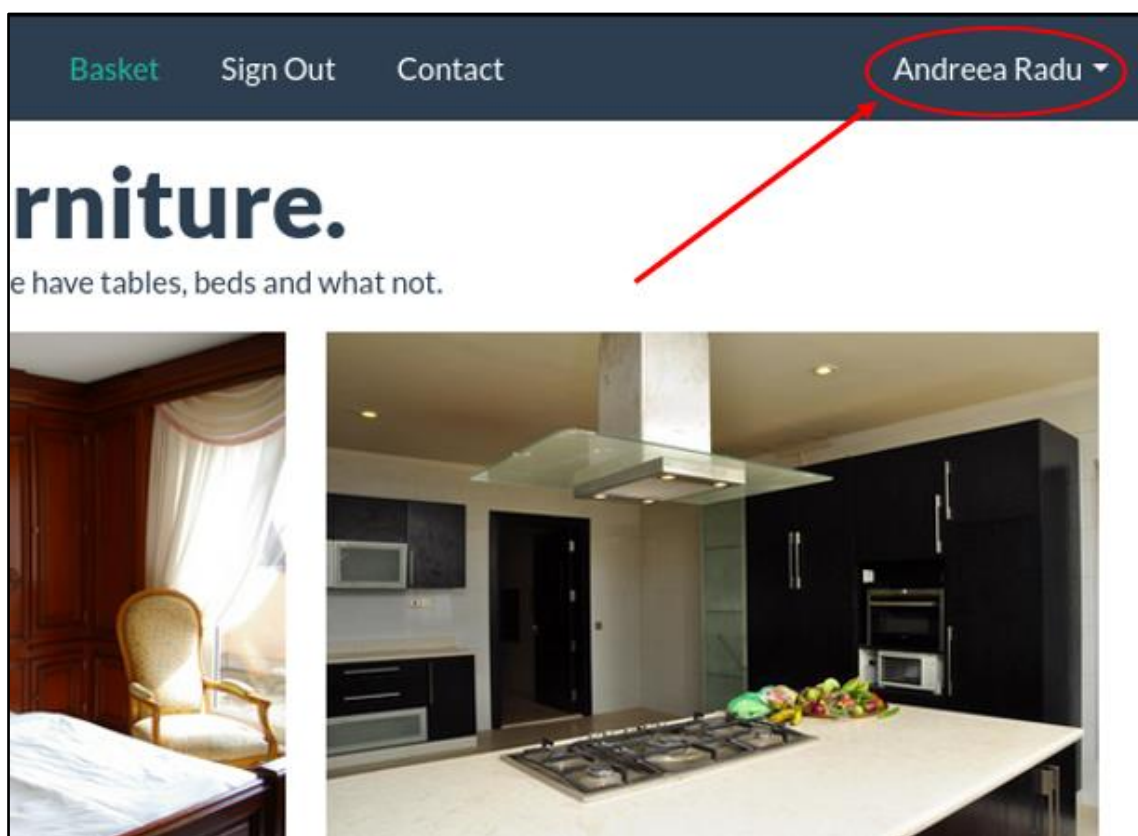 Basket Sign Out Contact Andreea Radu
rniture.
e have tables, beds and what not.